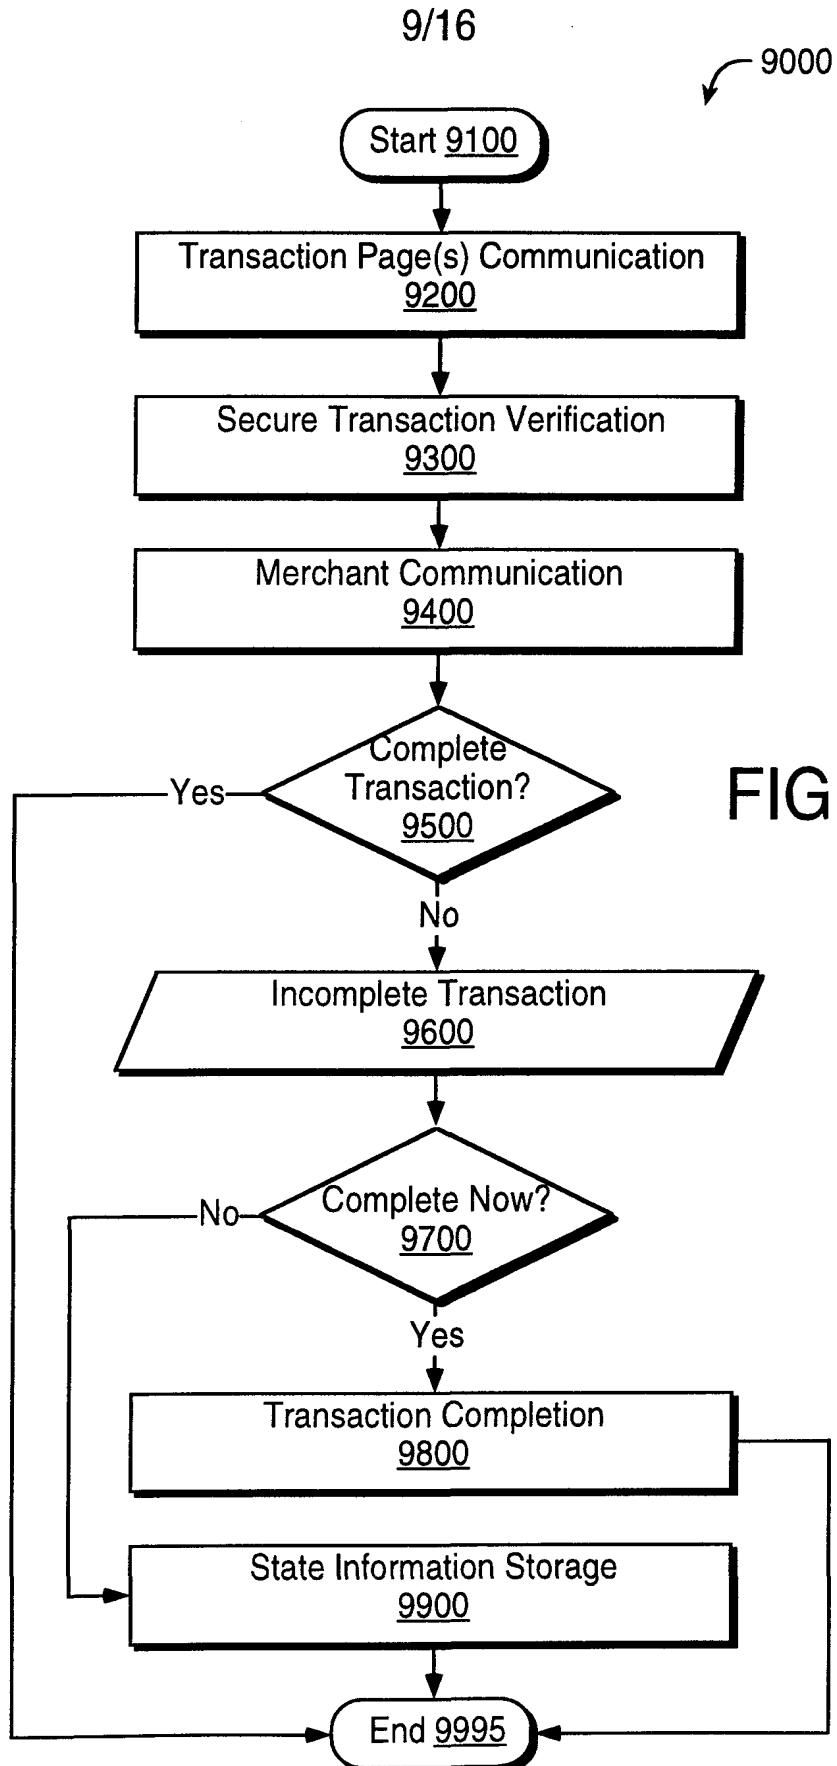 9/16
9000
Start 9100
Transaction Page(s) Communication
9200
Secure Transaction Verification
9300
Merchant Communication
9400
Complete
Transaction?
9500
Yes
FIG
No
Incomplete Transaction
9600
Complete Now?
9700
No
Yes
Transaction Completion
9800
State Information Storage
9900
End 9995